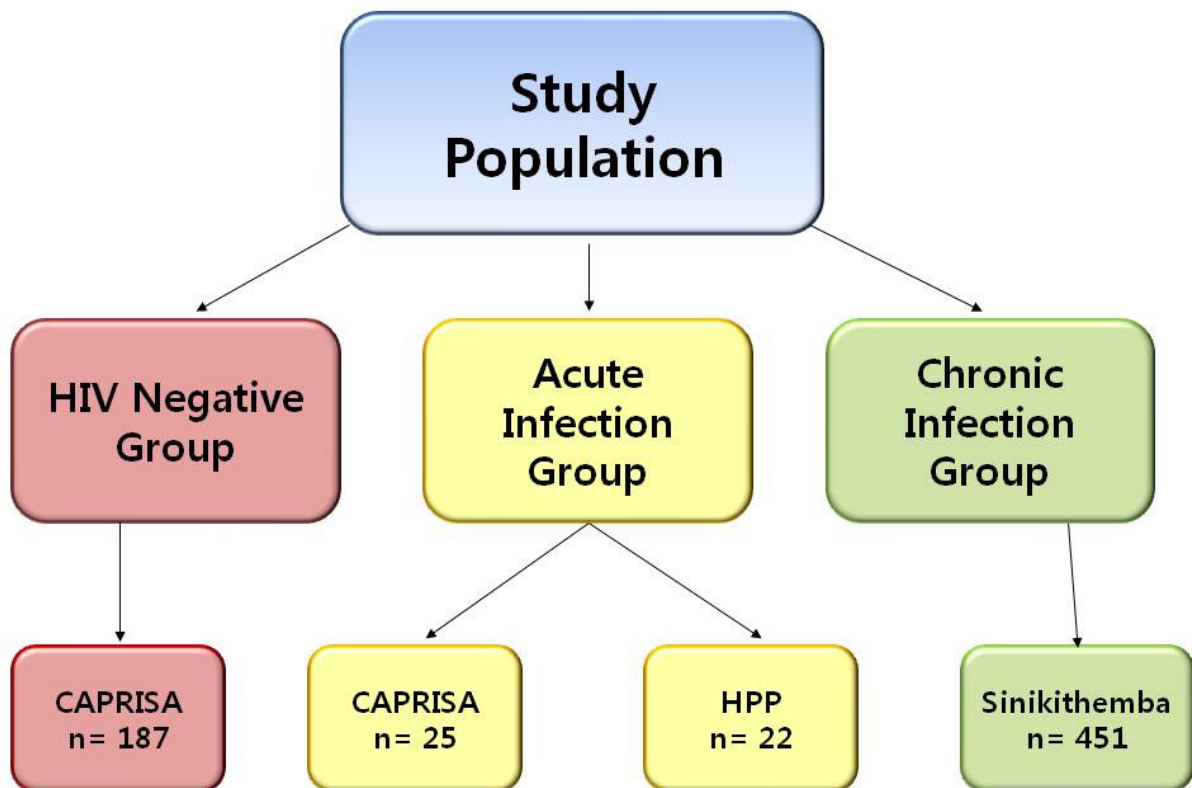 Study
Population
HIV Negative
Group
Acute
Infection
Group
Chronic
Infection
Group
CAPRISA
n= 187
CAPRISA
n= 25
HPP
n= 22
Sinikithemba
n= 451